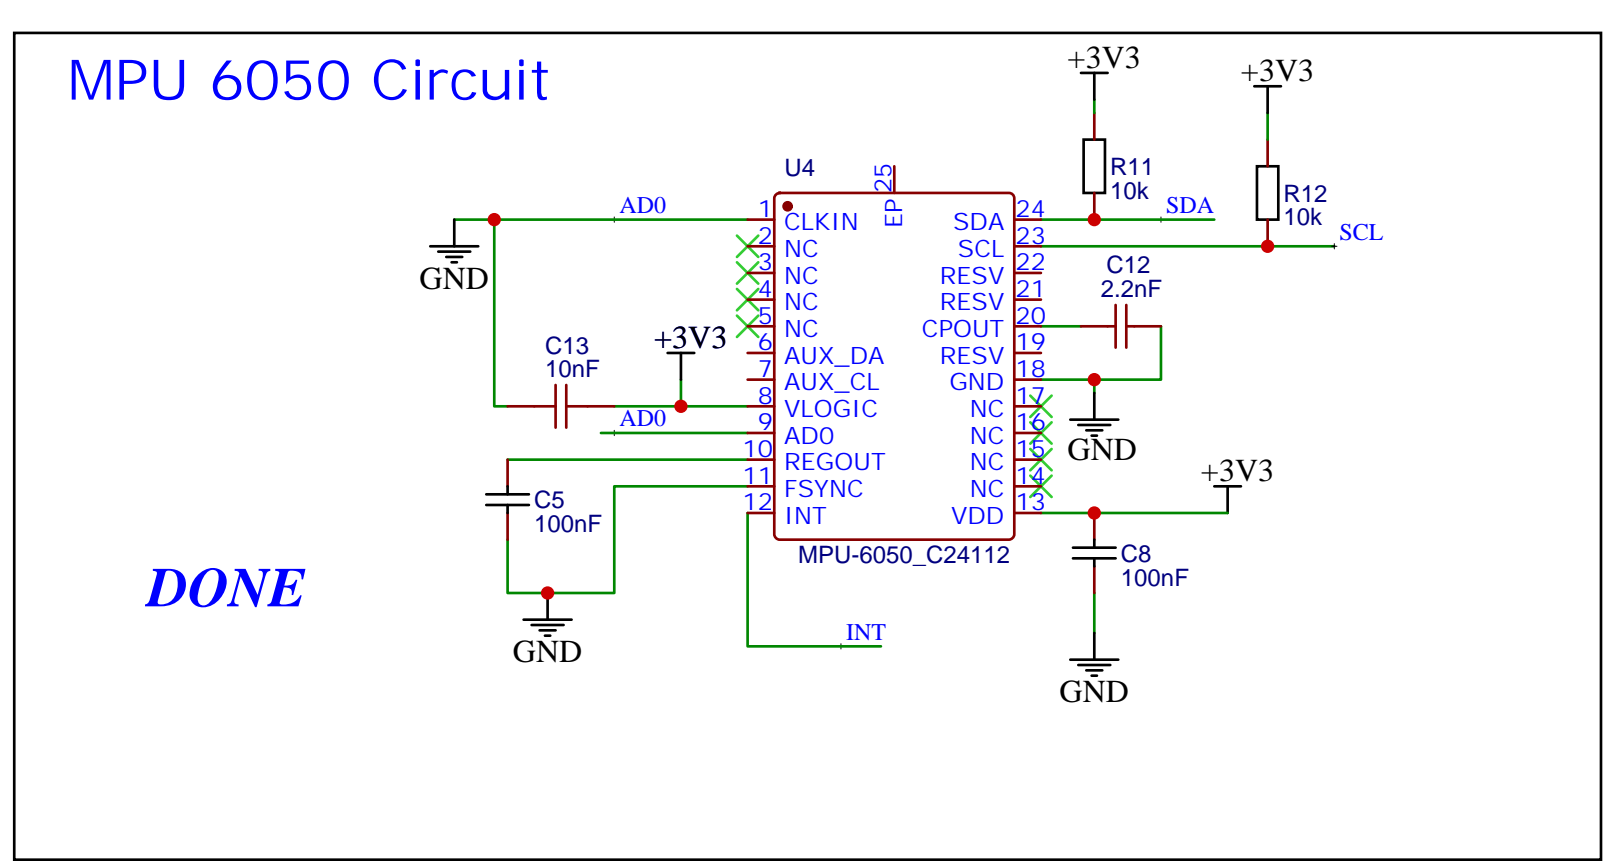 MPU 6050 Circuit
+3V3
+3V3
U4
R11
10k
R12
10k
SDA
SCL
AD0
GND
25
EP
1 CLKIN
2 NC
3 NC
4 NC
5 NC
6 AUX_DA
7 AUX_CL
8 VLOGIC
9 AD0
10 REGOUT
11 FSYNC
12 INT
SDA 24
SCL 23
RESV 22
RESV 21
CPOUT 20
RESV 19
GND 18
NC 17
NC 16
NC 15
NC 14
VDD 13
MPU-6050_C24112
C12
2.2nF
GND
C13
10nF
+3V3
AD0
C5
100nF
GND
INT
+3V3
C8
100nF
GND
DONE